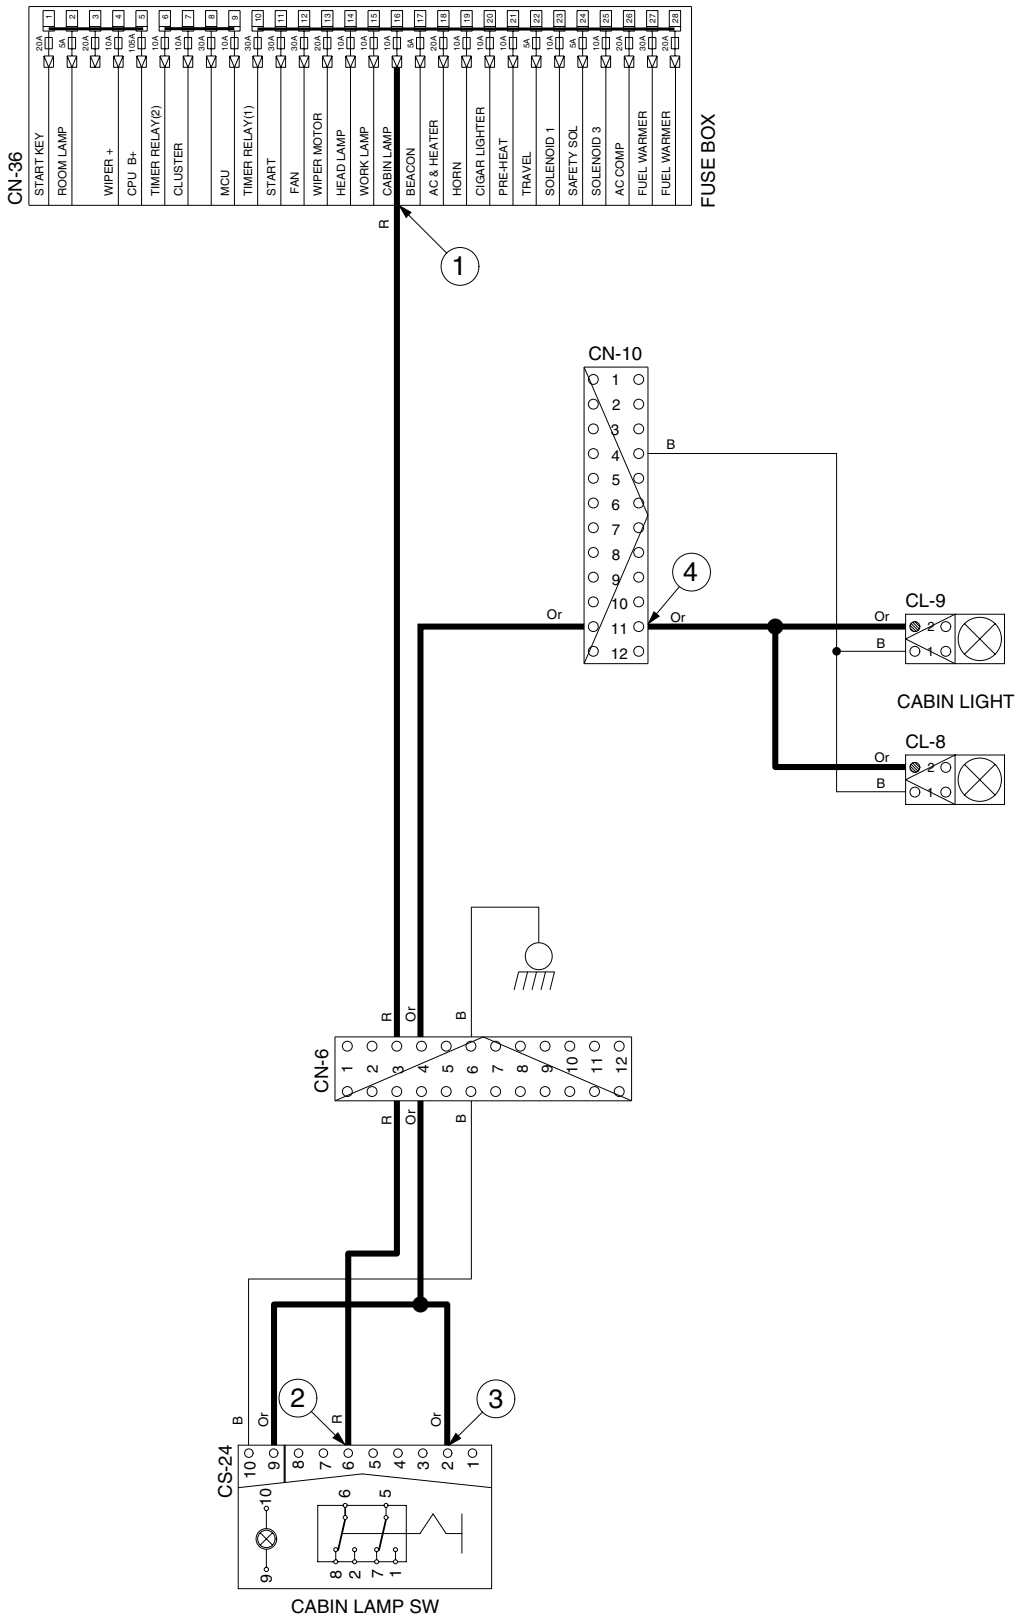 1 2 3 4 5 6 7 8 9 10 11 12 13 14 15 16 17 18 19 20 21 22 23 24 25 26 27 28
20A 5A 20A 10A 105A 10A 10A 30A 10A 30A 30A 30A 20A 10A 10A 10A 5A 20A 10A 10A 10A 5A 10A 5A 10A 20A 30A 20A
CN-36
START KEY
ROOM LAMP
WIPER +
CPU B+
TIMER RELAY(2)
CLUSTER
MCU
TIMER RELAY(1)
START
FAN
WIPER MOTOR
HEAD LAMP
WORK LAMP
CABIN LAMP
BEACON
AC & HEATER
HORN
CIGAR LIGHTER
PRE-HEAT
TRAVEL
SOLENOID 1
SAFETY SOL
SOLENOID 3
AC COMP
FUEL WARMER
FUEL WARMER
FUSE BOX
R
1
CN-10
1
2
3
4 B
5
6
7
8
9
10
Or 11 Or
12
4
CL-9
Or 2
B 1
CABIN LIGHT
CL-8
Or 2
B 1
R Or B
CN-6
1 2 3 4 5 6 7 8 9 10 11 12
R Or B
2
3
B Or R Or
CS-24
10 9 8 7 6 5 4 3 2 1
10 6 5
9 8 2 7 1
CABIN LAMP SW